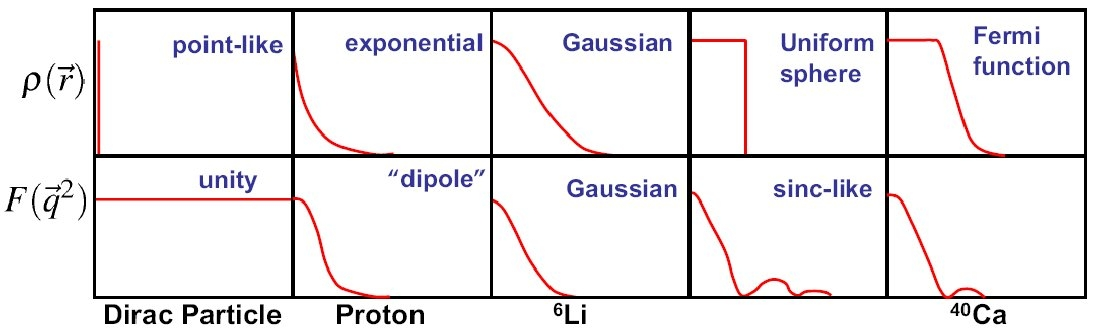 ρ(r⃗)
point-like
exponential
Gaussian
Uniform
sphere
Fermi
function
F(q⃗²)
unity
“dipole”
Gaussian
sinc-like
Dirac Particle
Proton
⁶Li
⁴⁰Ca